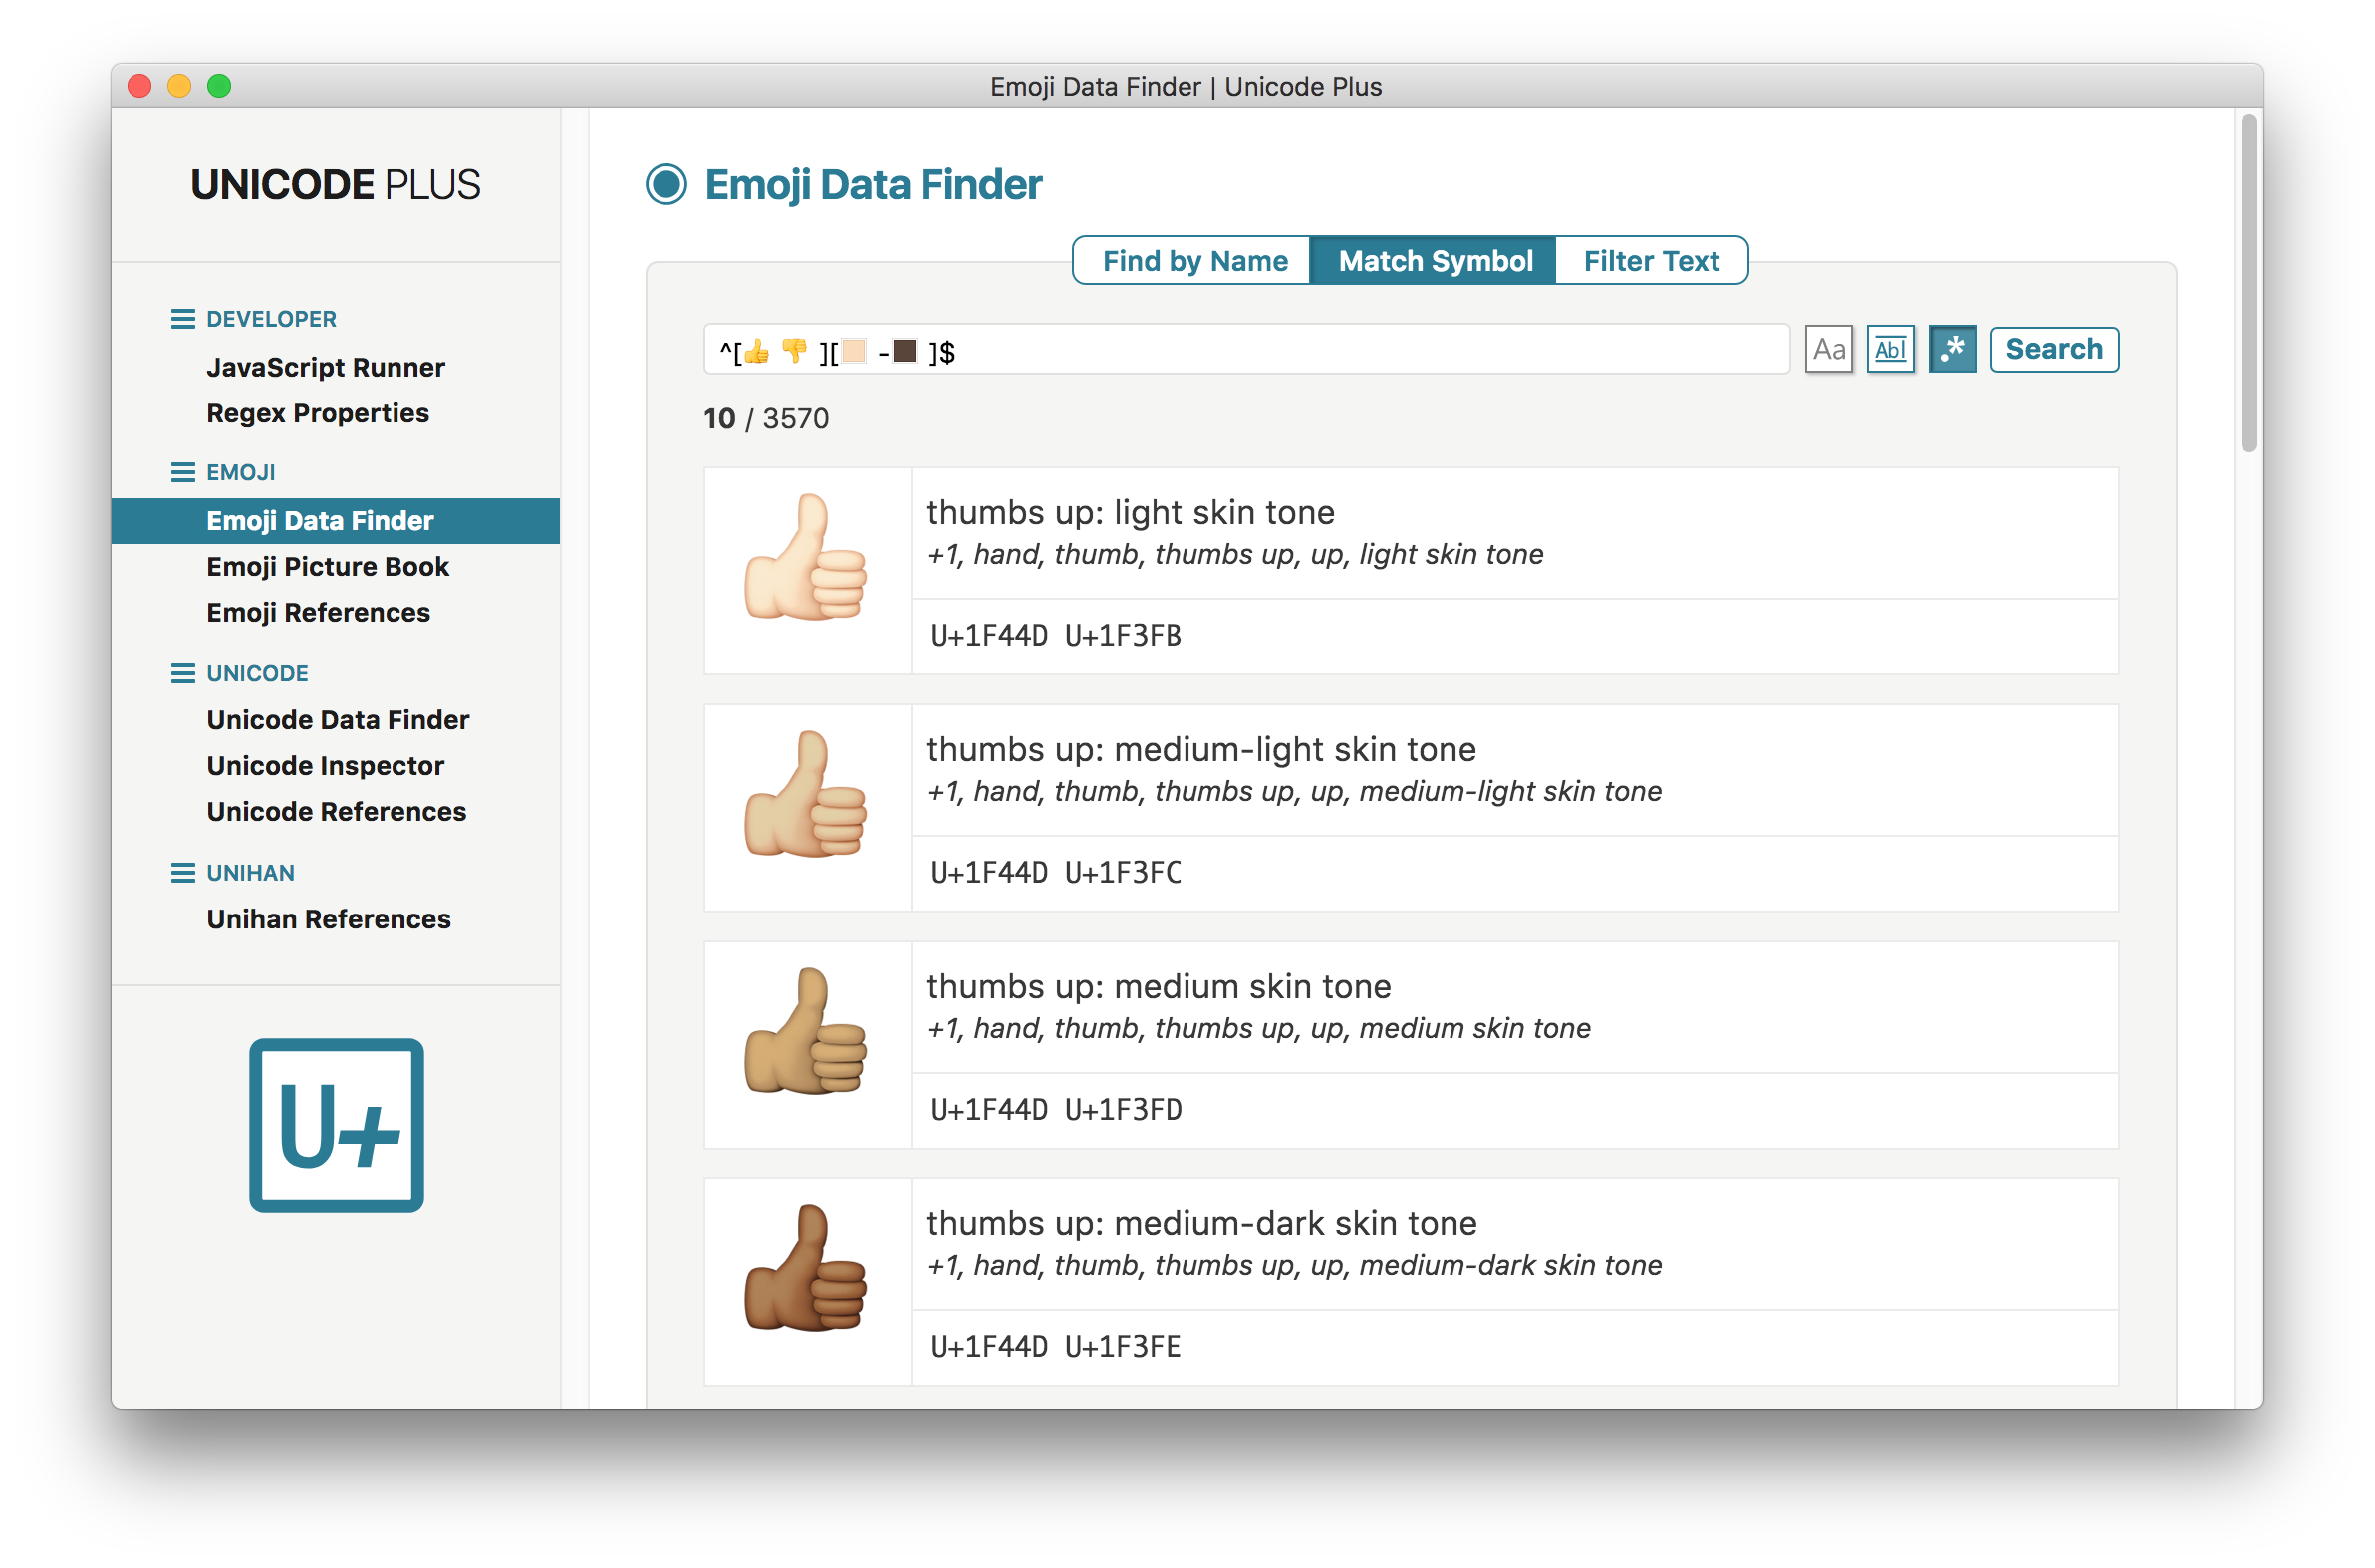 Emoji Data Finder | Unicode Plus
UNICODE PLUS
DEVELOPER
JavaScript Runner
Regex Properties
EMOJI
Emoji Data Finder
Emoji Picture Book
Emoji References
UNICODE
Unicode Data Finder
Unicode Inspector
Unicode References
UNIHAN
Unihan References
U+
Emoji Data Finder
Find by Name Match Symbol Filter Text
^[👍👎][🏻-🏿]$ Aa Abl .* Search
10 / 3570
thumbs up: light skin tone
+1, hand, thumb, thumbs up, up, light skin tone
U+1F44D U+1F3FB
thumbs up: medium-light skin tone
+1, hand, thumb, thumbs up, up, medium-light skin tone
U+1F44D U+1F3FC
thumbs up: medium skin tone
+1, hand, thumb, thumbs up, up, medium skin tone
U+1F44D U+1F3FD
thumbs up: medium-dark skin tone
+1, hand, thumb, thumbs up, up, medium-dark skin tone
U+1F44D U+1F3FE